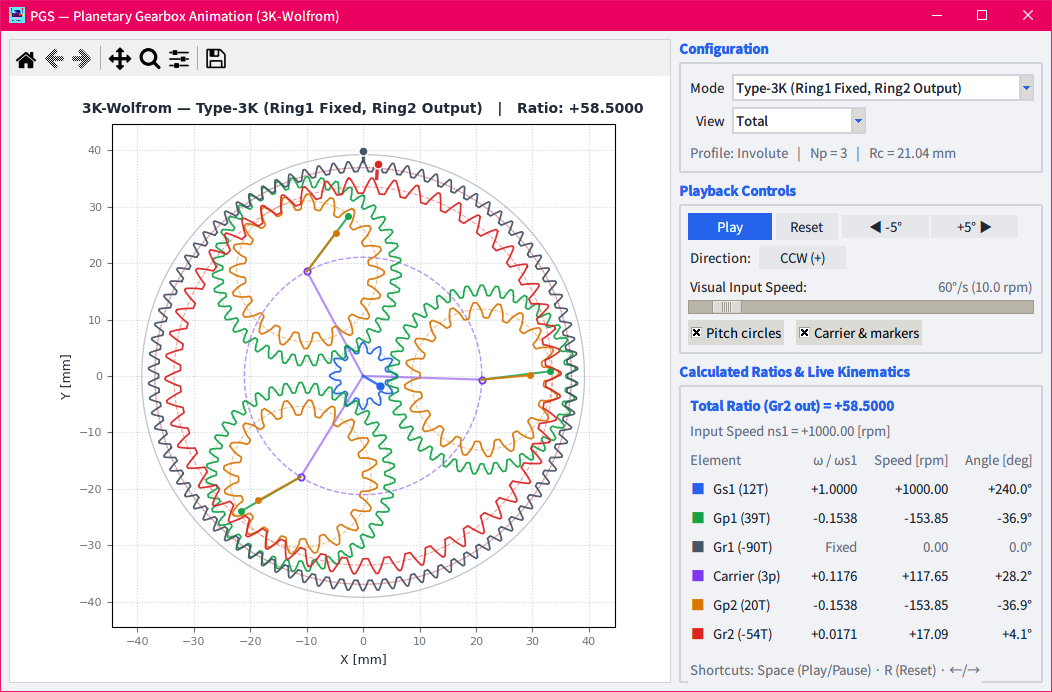 PGS — Planetary Gearbox Animation (3K-Wolfrom)
3K-Wolfrom — Type-3K (Ring1 Fixed, Ring2 Output) | Ratio: +58.5000
Y [mm]
40
30
20
10
0
−10
−20
−30
−40
−40 −30 −20 −10 0 10 20 30 40
X [mm]
Configuration
Mode Type-3K (Ring1 Fixed, Ring2 Output)
View Total
Profile: Involute | Np = 3 | Rc = 21.04 mm
Playback Controls
Play Reset ◀ -5° +5° ▶
Direction: CCW (+)
Visual Input Speed: 60°/s (10.0 rpm)
Pitch circles Carrier & markers
Calculated Ratios & Live Kinematics
Total Ratio (Gr2 out) = +58.5000
Input Speed ns1 = +1000.00 [rpm]
Element ω / ωs1 Speed [rpm] Angle [deg]
Gs1 (12T) +1.0000 +1000.00 +240.0°
Gp1 (39T) -0.1538 -153.85 -36.9°
Gr1 (-90T) Fixed 0.00 0.0°
Carrier (3p) +0.1176 +117.65 +28.2°
Gp2 (20T) -0.1538 -153.85 -36.9°
Gr2 (-54T) +0.0171 +17.09 +4.1°
Shortcuts: Space (Play/Pause) · R (Reset) · ←/→